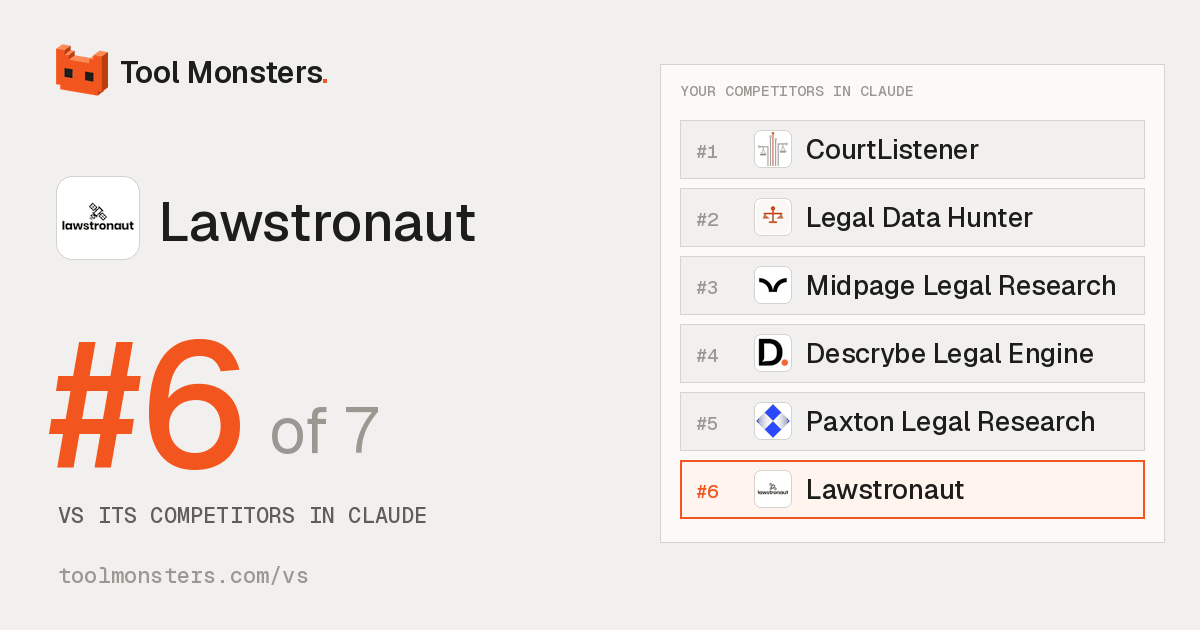 Tool Monsters.
lawstronaut
Lawstronaut
#6 of 7
VS ITS COMPETITORS IN CLAUDE
toolmonsters.com/vs
YOUR COMPETITORS IN CLAUDE
#1 CourtListener
#2 Legal Data Hunter
#3 Midpage Legal Research
#4 D. Descrybe Legal Engine
#5 Paxton Legal Research
#6 lawstronaut Lawstronaut